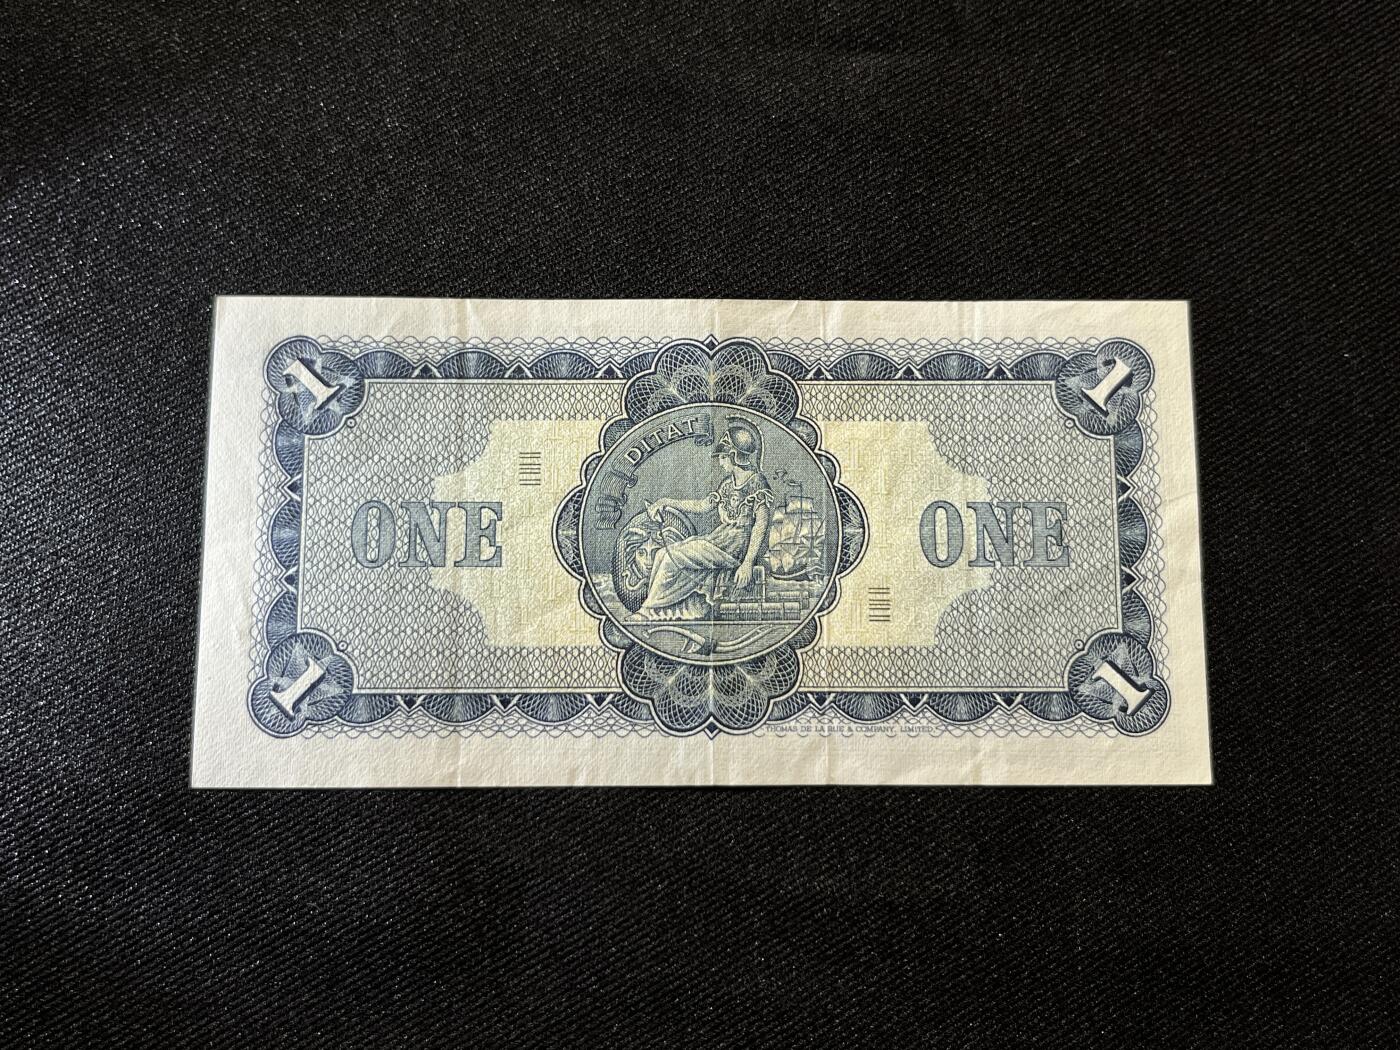 1 1
DITAT
ONE ONE
1 1
THOMAS DE LA RUE & COMPANY, LIMITED.